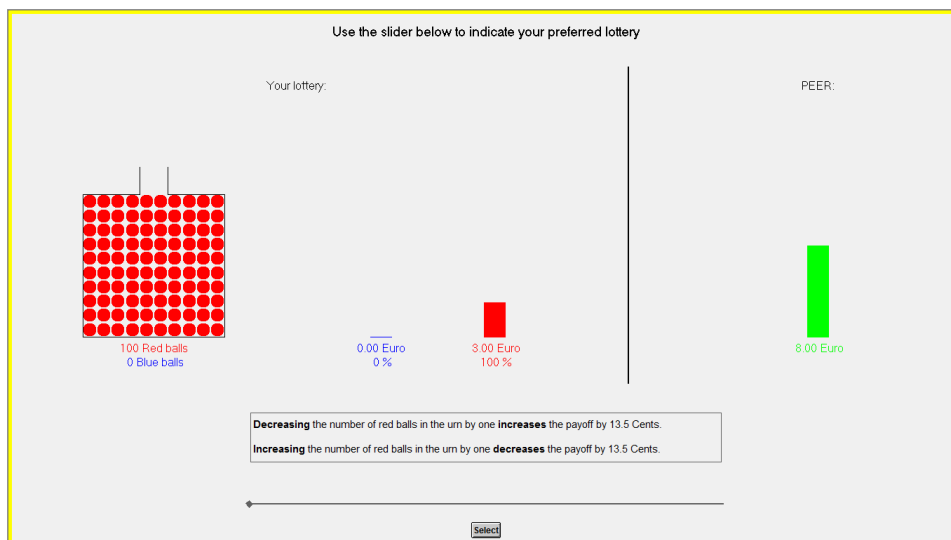 Use the slider below to indicate your preferred lottery
Your lottery:
PEER:
100 Red balls
0 Blue balls
0.00 Euro
0 %
3.00 Euro
100 %
8.00 Euro
Decreasing the number of red balls in the urn by one increases the payoff by 13.5 Cents.
Increasing the number of red balls in the urn by one decreases the payoff by 13.5 Cents.
Select